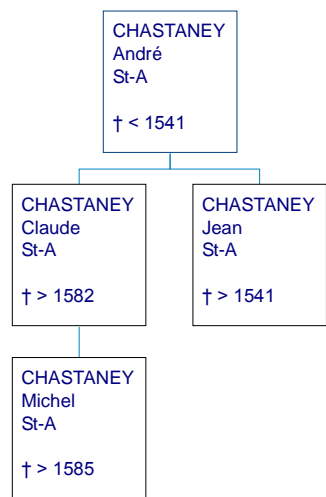 CHASTANEY
André
St-A
† < 1541
CHASTANEY
Claude
St-A
† > 1582
CHASTANEY
Jean
St-A
† > 1541
CHASTANEY
Michel
St-A
† > 1585